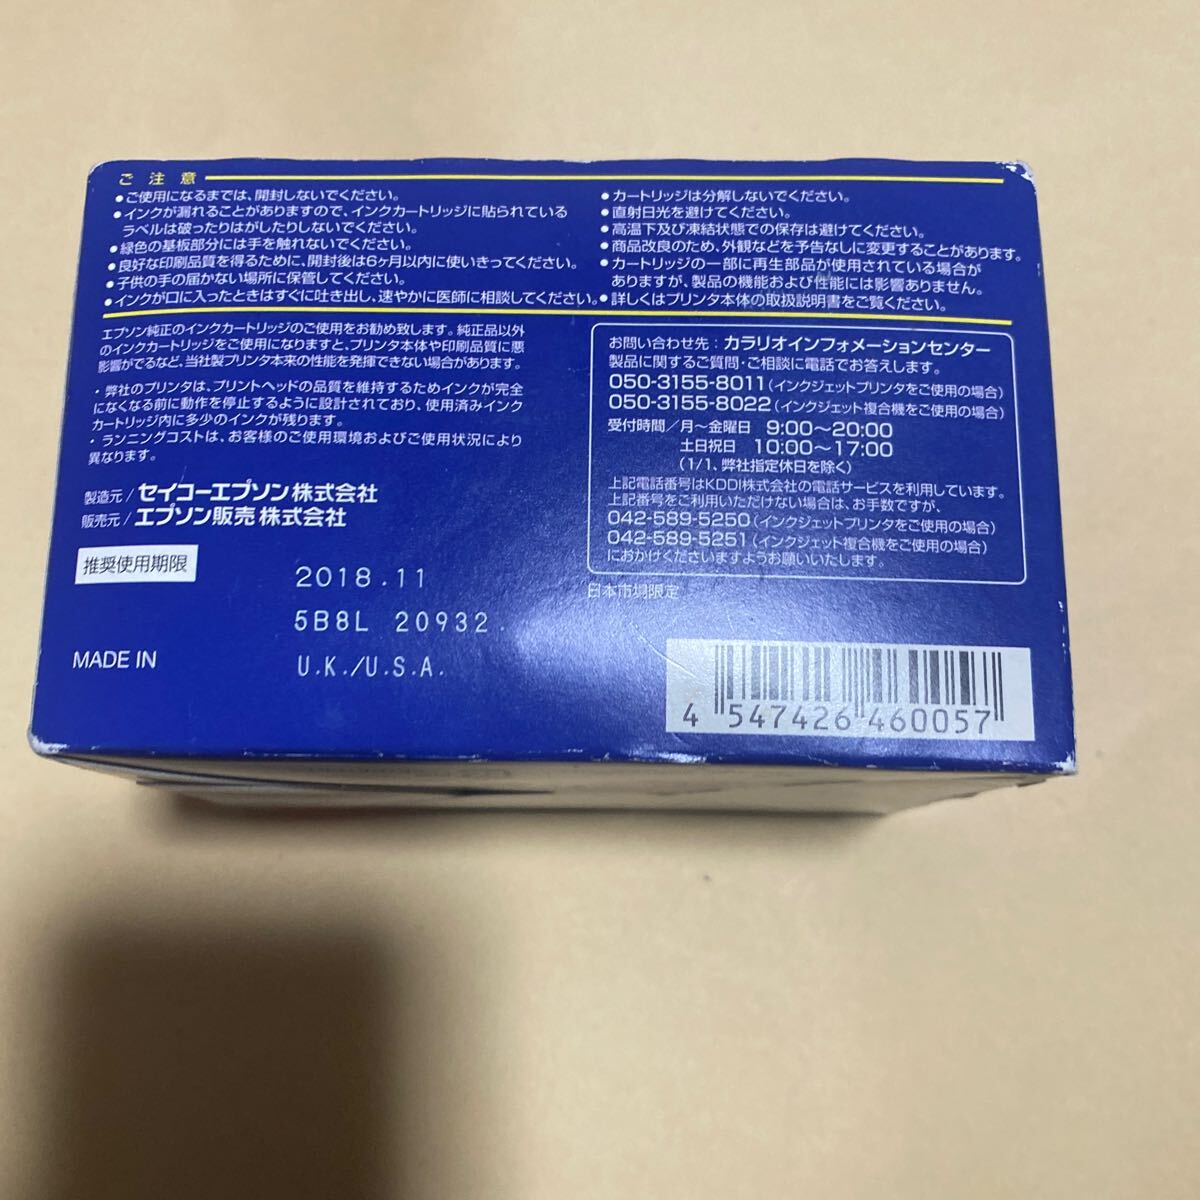 ご注意
●ご使用になるまでは、開封しないでください。
●インクが漏れることがありますので、インクカートリッジに貼られている
ラベルは破ったりはがしたりしないでください。
●緑色の基板部分には手を触れないでください。
●良好な印刷品質を得るために、開封後は6ヶ月以内に使いきってください。
●子供の手の届かない場所に保管してください。
●インクが口に入ったときはすぐに吐き出し、速やかに医師に相談してください。
●カートリッジは分解しないでください。
●直射日光を避けてください。
●高温下及び凍結状態での保存は避けてください。
●商品改良のため、外観などを予告なしに変更することがあります。
●カートリッジの一部に再生部品が使用されている場合が
ありますが、製品の機能および性能には影響ありません。
●詳しくはプリンタ本体の取扱説明書をご覧ください。
エプソン純正のインクカートリッジのご使用をお勧め致します。純正品以外
のインクカートリッジをご使用になりますと、プリンタ本体や印刷品質に悪
影響がでるなど、当社製プリンタ本来の性能を発揮できない場合があります。
・弊社のプリンタは、プリントヘッドの品質を維持するためインクが完全
になくなる前に動作を停止するように設計されており、使用済みインク
カートリッジ内に多少のインクが残ります。
・ランニングコストは、お客様のご使用環境およびご使用状況により
異なります。
製造元/セイコーエプソン株式会社
販売元/エプソン販売株式会社
推奨使用期限
2018.11
5B8L 20932.
MADE IN
U.K./U.S.A.
お問い合わせ先：カラリオインフォメーションセンター
製品に関するご質問・ご相談に電話でお答えします。
050-3155-8011(インクジェットプリンタをご使用の場合)
050-3155-8022(インクジェット複合機をご使用の場合)
受付時間/月〜金曜日 9:00〜20:00
土日祝日 10:00〜17:00
(1/1、弊社指定休日を除く)
上記電話番号はKDDI株式会社の電話サービスを利用しています。
上記番号をご利用いただけない場合は、お手数ですが、
042-589-5250(インクジェットプリンタをご使用の場合)
042-589-5251(インクジェット複合機をご使用の場合)
におかけくださいますようお願いいたします。
日本市場限定
4 547426 460057